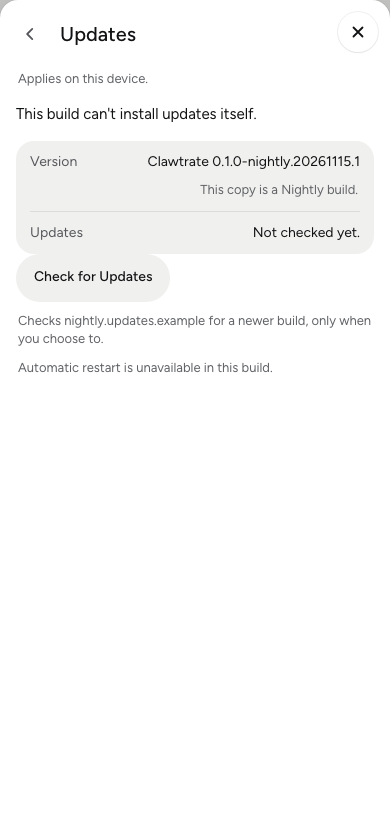 Updates
Applies on this device.
This build can't install updates itself.
Version Clawtrate 0.1.0-nightly.20261115.1
This copy is a Nightly build.
Updates Not checked yet.
Check for Updates
Checks nightly.updates.example for a newer build, only when
you choose to.
Automatic restart is unavailable in this build.